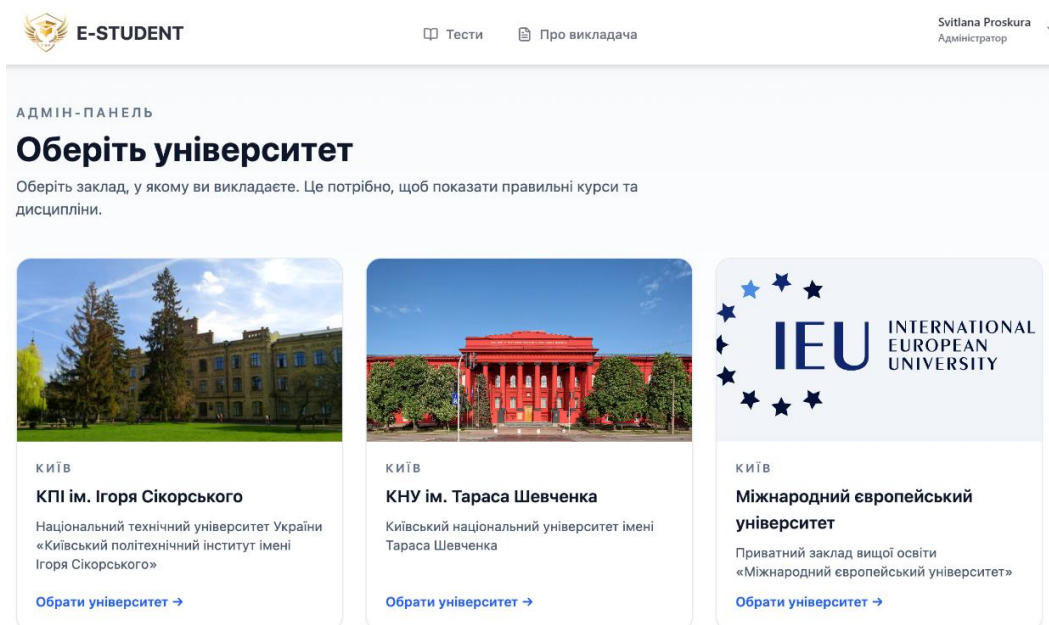 E-STUDENT
Тести
Про викладача
Svitlana Proskura
Адміністратор
АДМІН-ПАНЕЛЬ
Оберіть університет
Оберіть заклад, у якому ви викладаєте. Це потрібно, щоб показати правильні курси та
дисципліни.
IEU
INTERNATIONAL
EUROPEAN
UNIVERSITY
КИЇВ
КПІ ім. Ігоря Сікорського
Національний технічний університет України
«Київський політехнічний інститут імені
Ігоря Сікорського»
Обрати університет →
КИЇВ
КНУ ім. Тараса Шевченка
Київський національний університет імені
Тараса Шевченка
Обрати університет →
КИЇВ
Міжнародний європейський
університет
Приватний заклад вищої освіти
«Міжнародний європейський університет»
Обрати університет →